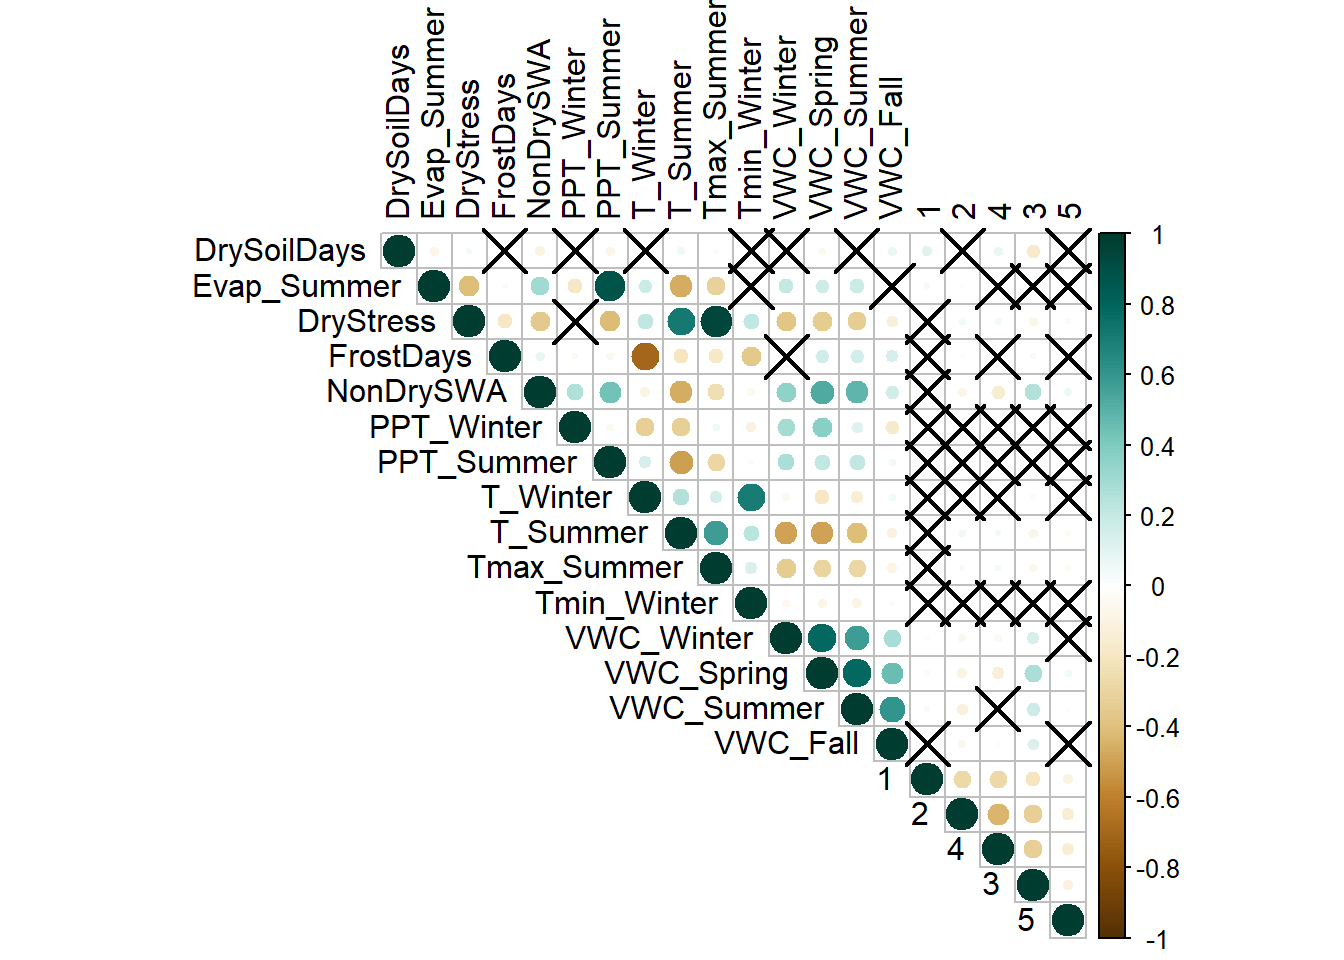 DrySoilDays
Evap_Summer
DryStress
FrostDays
NonDrySWA
PPT_Winter
PPT_Summer
T_Winter
T_Summer
Tmax_Summer
Tmin_Winter
VWC_Winter
VWC_Spring
VWC_Summer
VWC_Fall
1
2
4
3
5
DrySoilDays
Evap_Summer
DryStress
FrostDays
NonDrySWA
PPT_Winter
PPT_Summer
T_Winter
T_Summer
Tmax_Summer
Tmin_Winter
VWC_Winter
VWC_Spring
VWC_Summer
VWC_Fall
1
2
4
3
5
1
0.8
0.6
0.4
0.2
0
-0.2
-0.4
-0.6
-0.8
-1